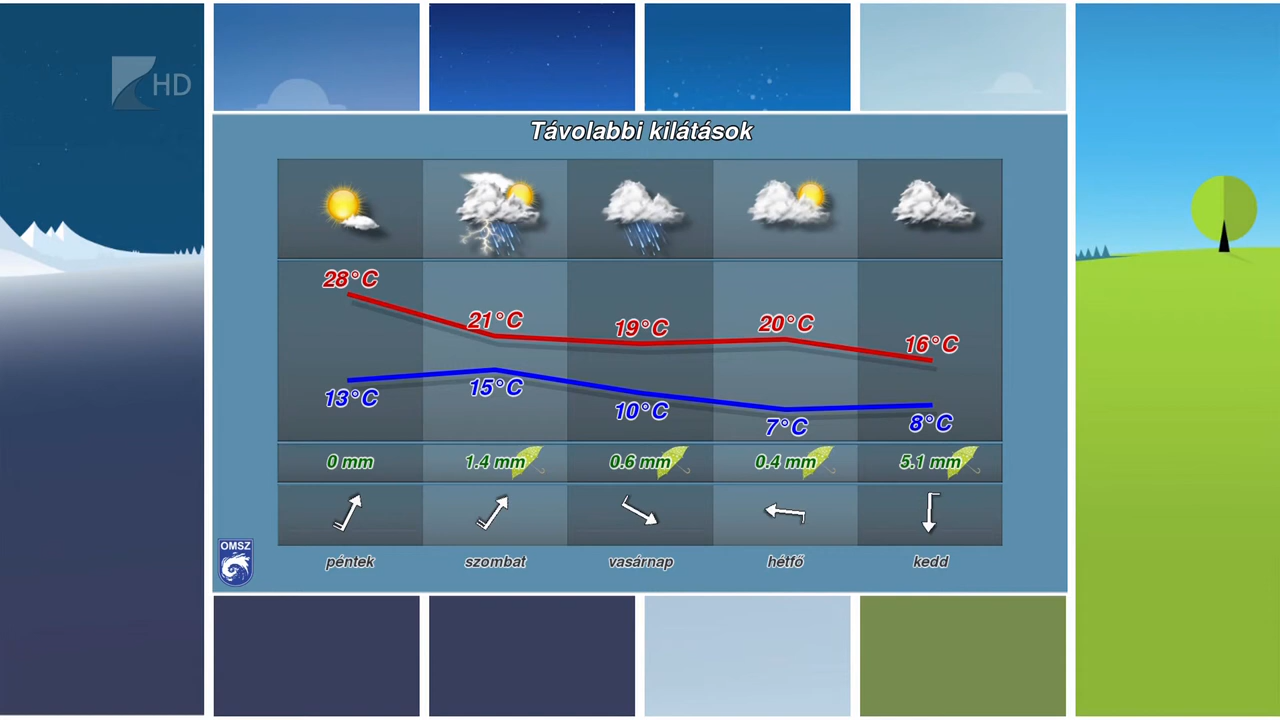 HD
Távolabbi kilátások
28°C
21°C
19°C
20°C
16°C
13°C
15°C
10°C
7°C
8°C
0 mm
1.4 mm
0.6 mm
0.4 mm
5.1 mm
OMSZ
péntek
szombat
vasárnap
hétfő
kedd